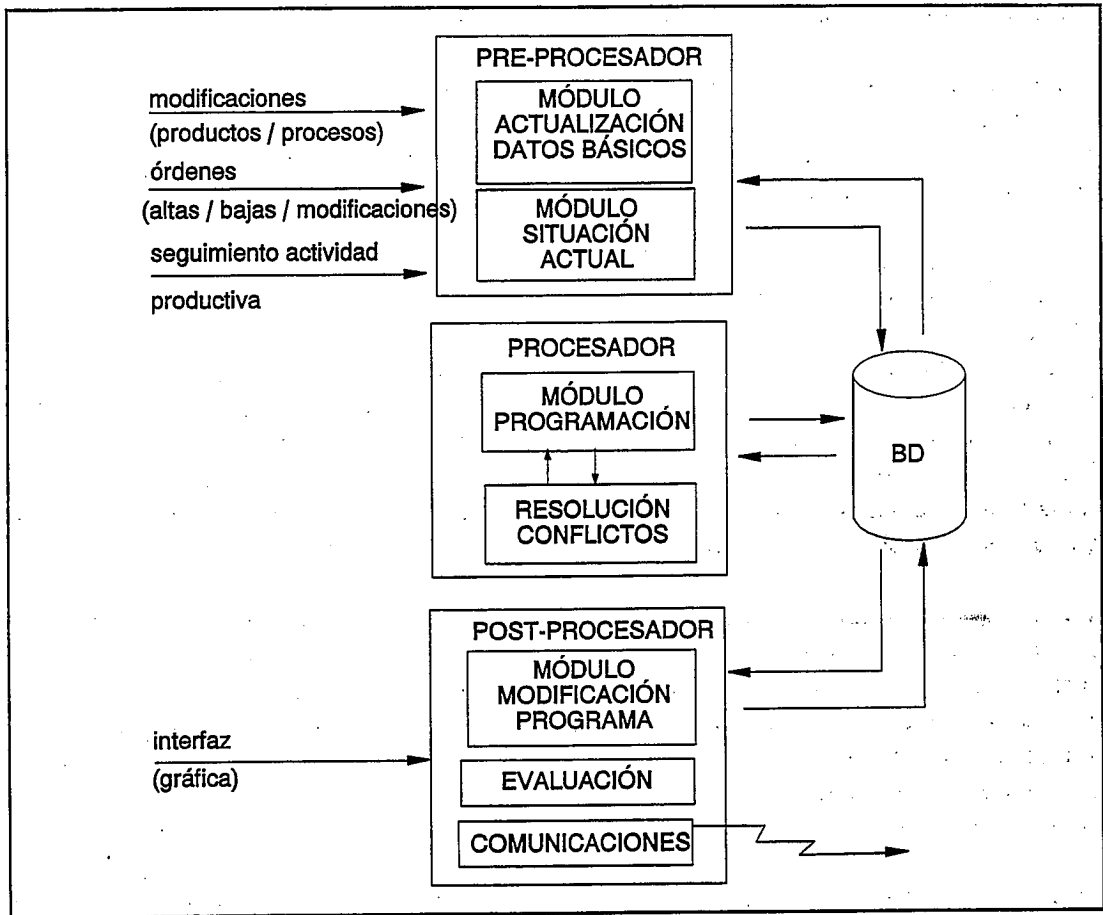 PRE-PROCESADOR
modificaciones
(productos / procesos)
órdenes
(altas / bajas / modificaciones)
seguimiento actividad
productiva
MÓDULO
ACTUALIZACIÓN
DATOS BÁSICOS
MÓDULO
SITUACIÓN
ACTUAL
PROCESADOR
MÓDULO
PROGRAMACIÓN
RESOLUCIÓN
CONFLICTOS
BD
POST-PROCESADOR
MÓDULO
MODIFICACIÓN
PROGRAMA
interfaz
(gráfica)
EVALUACIÓN
COMUNICACIONES